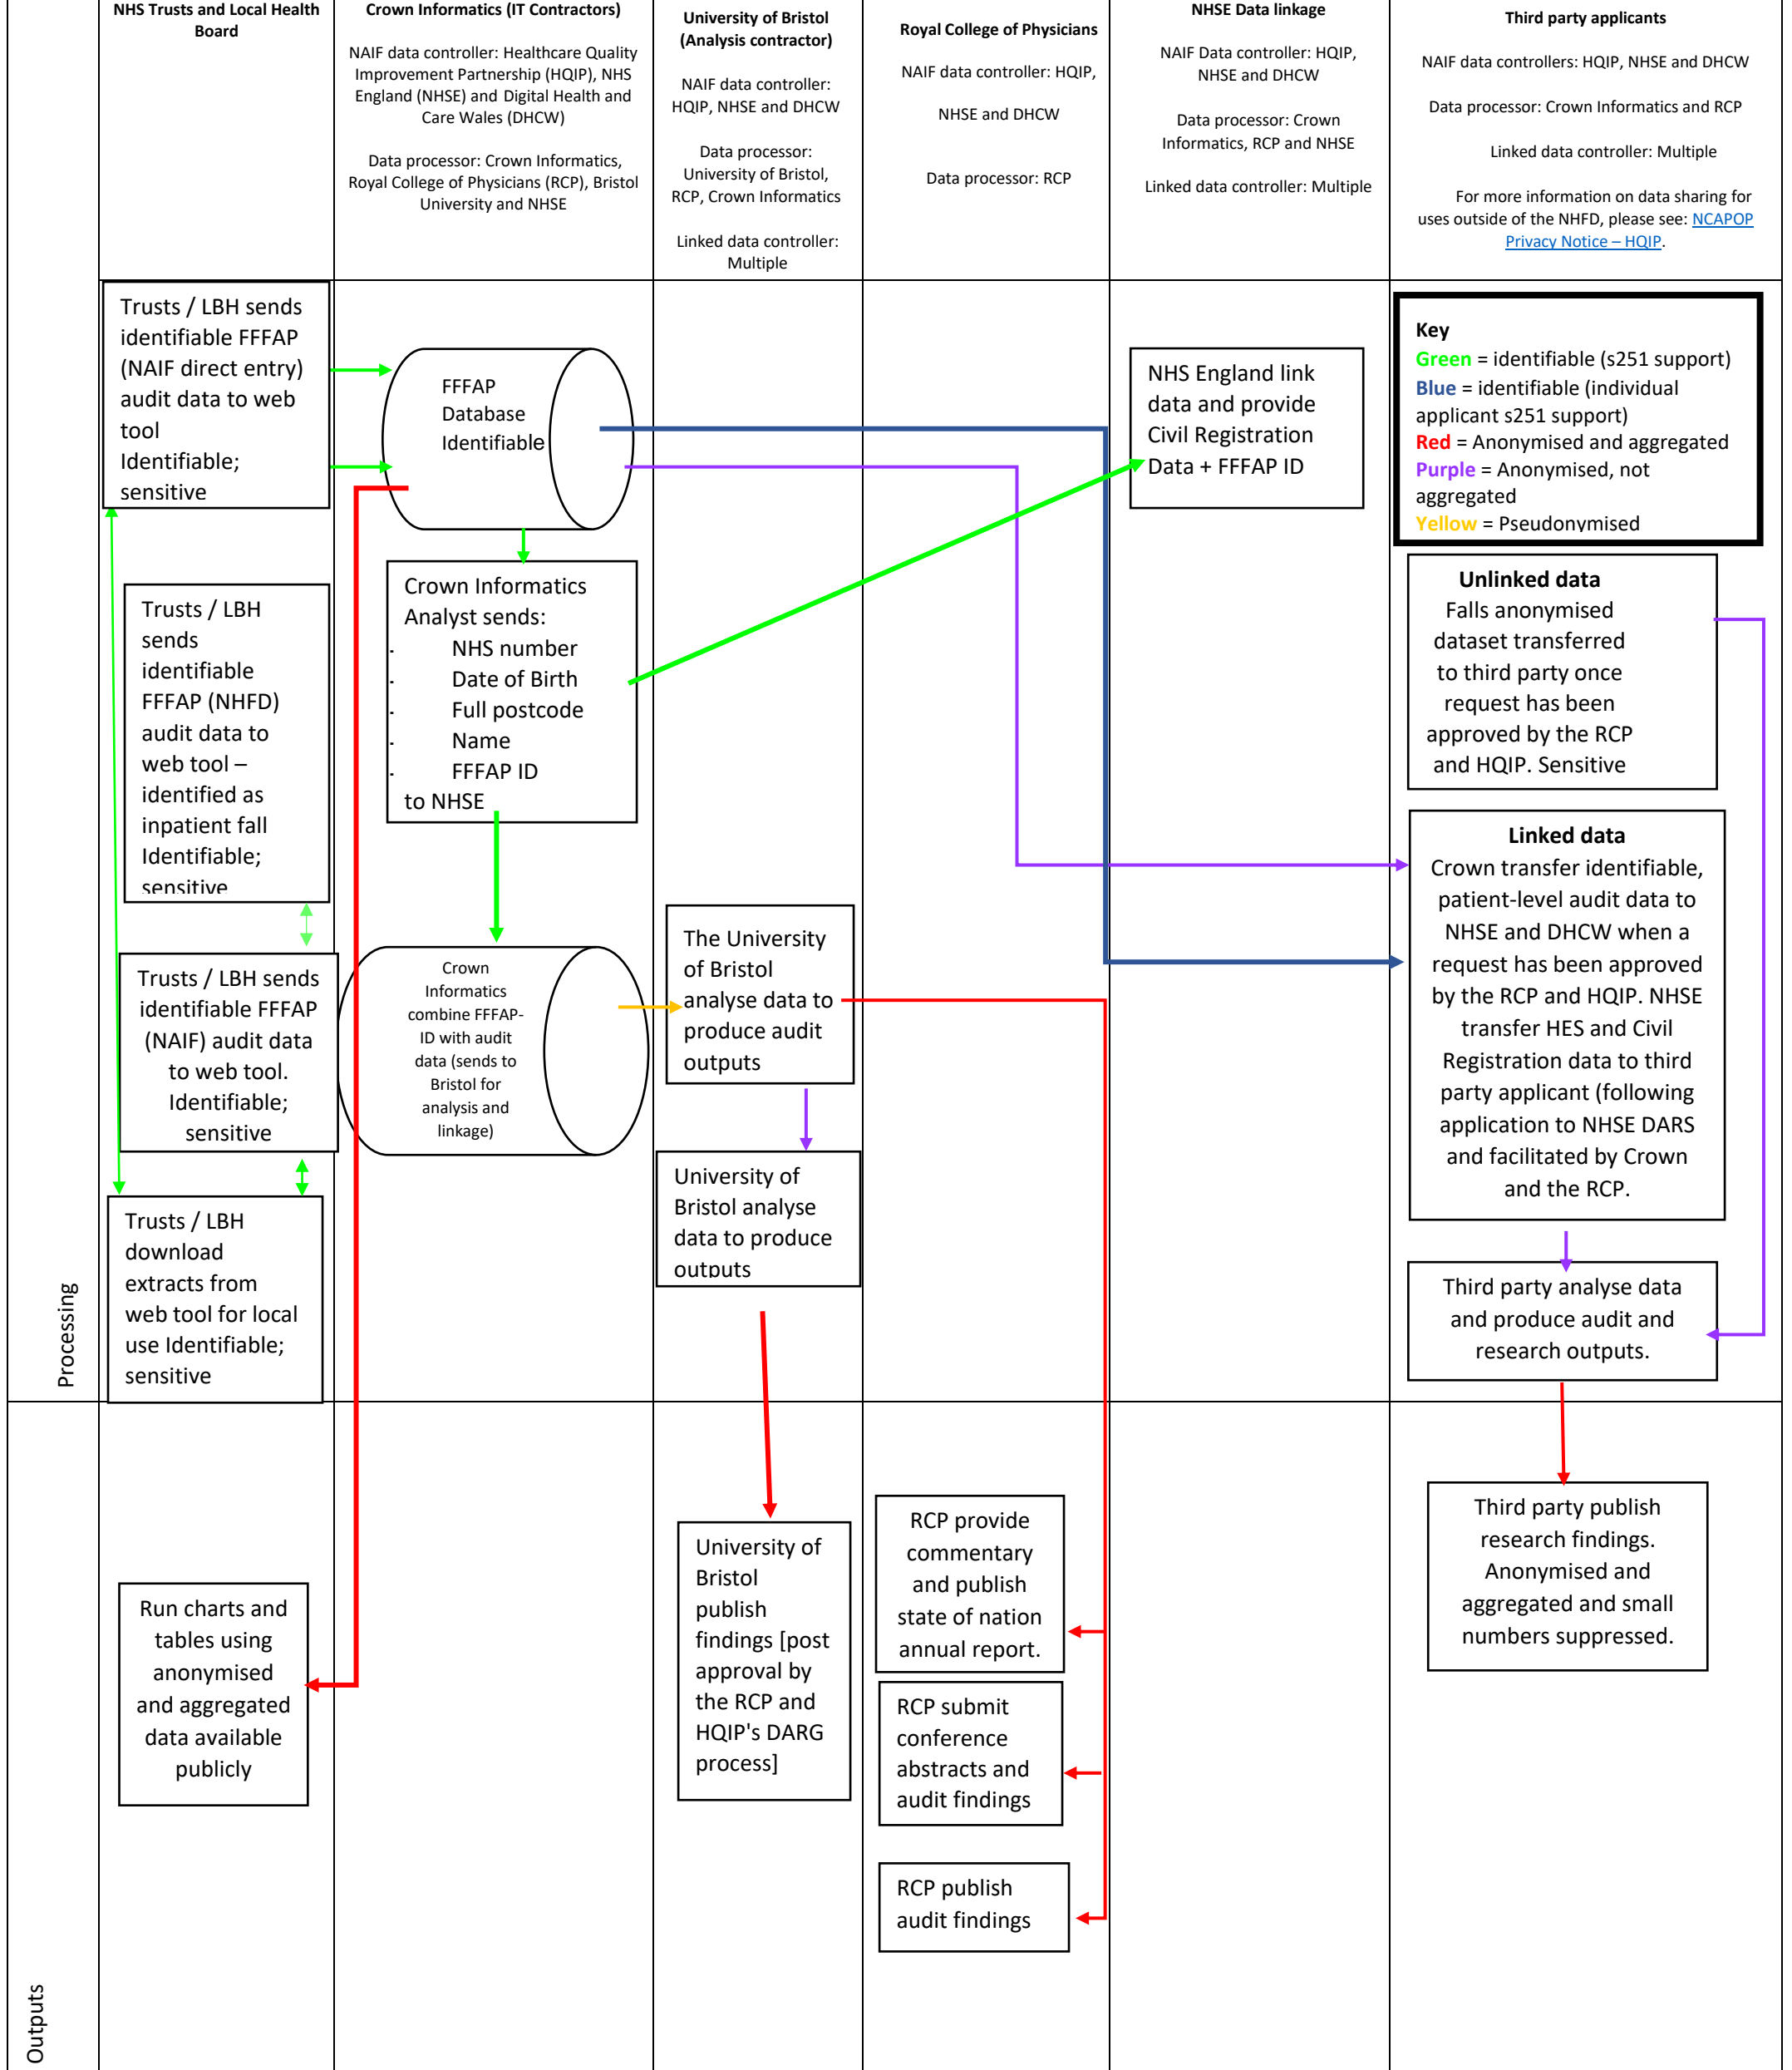 NHS Trusts and Local Health
Board
Crown Informatics (IT Contractors)
NAIF data controller: Healthcare Quality
Improvement Partnership (HQIP), NHS
England (NHSE) and Digital Health and
Care Wales (DHCW)
Data processor: Crown Informatics,
Royal College of Physicians (RCP), Bristol
University and NHSE
University of Bristol
(Analysis contractor)
NAIF data controller:
HQIP, NHSE and DHCW
Data processor:
University of Bristol,
RCP, Crown Informatics
Linked data controller:
Multiple
Royal College of Physicians
NAIF data controller: HQIP,
NHSE and DHCW
Data processor: RCP
NHSE Data linkage
NAIF Data controller: HQIP,
NHSE and DHCW
Data processor: Crown
Informatics, RCP and NHSE
Linked data controller: Multiple
Third party applicants
NAIF data controllers: HQIP, NHSE and DHCW
Data processor: Crown Informatics and RCP
Linked data controller: Multiple
For more information on data sharing for
uses outside of the NHFD, please see: NCAPOP
Privacy Notice – HQIP.
Processing
Trusts / LBH sends
identifiable FFFAP
(NAIF direct entry)
audit data to web
tool
Identifiable;
sensitive
Trusts / LBH
sends
identifiable
FFFAP (NHFD)
audit data to
web tool –
identified as
inpatient fall
Identifiable;
sensitive
Trusts / LBH sends
identifiable FFFAP
(NAIF) audit data
to web tool.
Identifiable;
sensitive
Trusts / LBH
download
extracts from
web tool for local
use Identifiable;
sensitive
FFFAP
Database
Identifiable
Crown Informatics
Analyst sends:
. NHS number
. Date of Birth
. Full postcode
. Name
. FFFAP ID
to NHSE
Crown
Informatics
combine FFFAP-
ID with audit
data (sends to
Bristol for
analysis and
linkage)
The University
of Bristol
analyse data to
produce audit
outputs
University of
Bristol analyse
data to produce
outputs
NHS England link
data and provide
Civil Registration
Data + FFFAP ID
Key
Green = identifiable (s251 support)
Blue = identifiable (individual
applicant s251 support)
Red = Anonymised and aggregated
Purple = Anonymised, not
aggregated
Yellow = Pseudonymised
Unlinked data
Falls anonymised
dataset transferred
to third party once
request has been
approved by the RCP
and HQIP. Sensitive
Linked data
Crown transfer identifiable,
patient-level audit data to
NHSE and DHCW when a
request has been approved
by the RCP and HQIP. NHSE
transfer HES and Civil
Registration data to third
party applicant (following
application to NHSE DARS
and facilitated by Crown
and the RCP.
Third party analyse data
and produce audit and
research outputs.
Outputs
Run charts and
tables using
anonymised
and aggregated
data available
publicly
University of
Bristol
publish
findings [post
approval by
the RCP and
HQIP's DARG
process]
RCP provide
commentary
and publish
state of nation
annual report.
RCP submit
conference
abstracts and
audit findings
RCP publish
audit findings
Third party publish
research findings.
Anonymised and
aggregated and small
numbers suppressed.